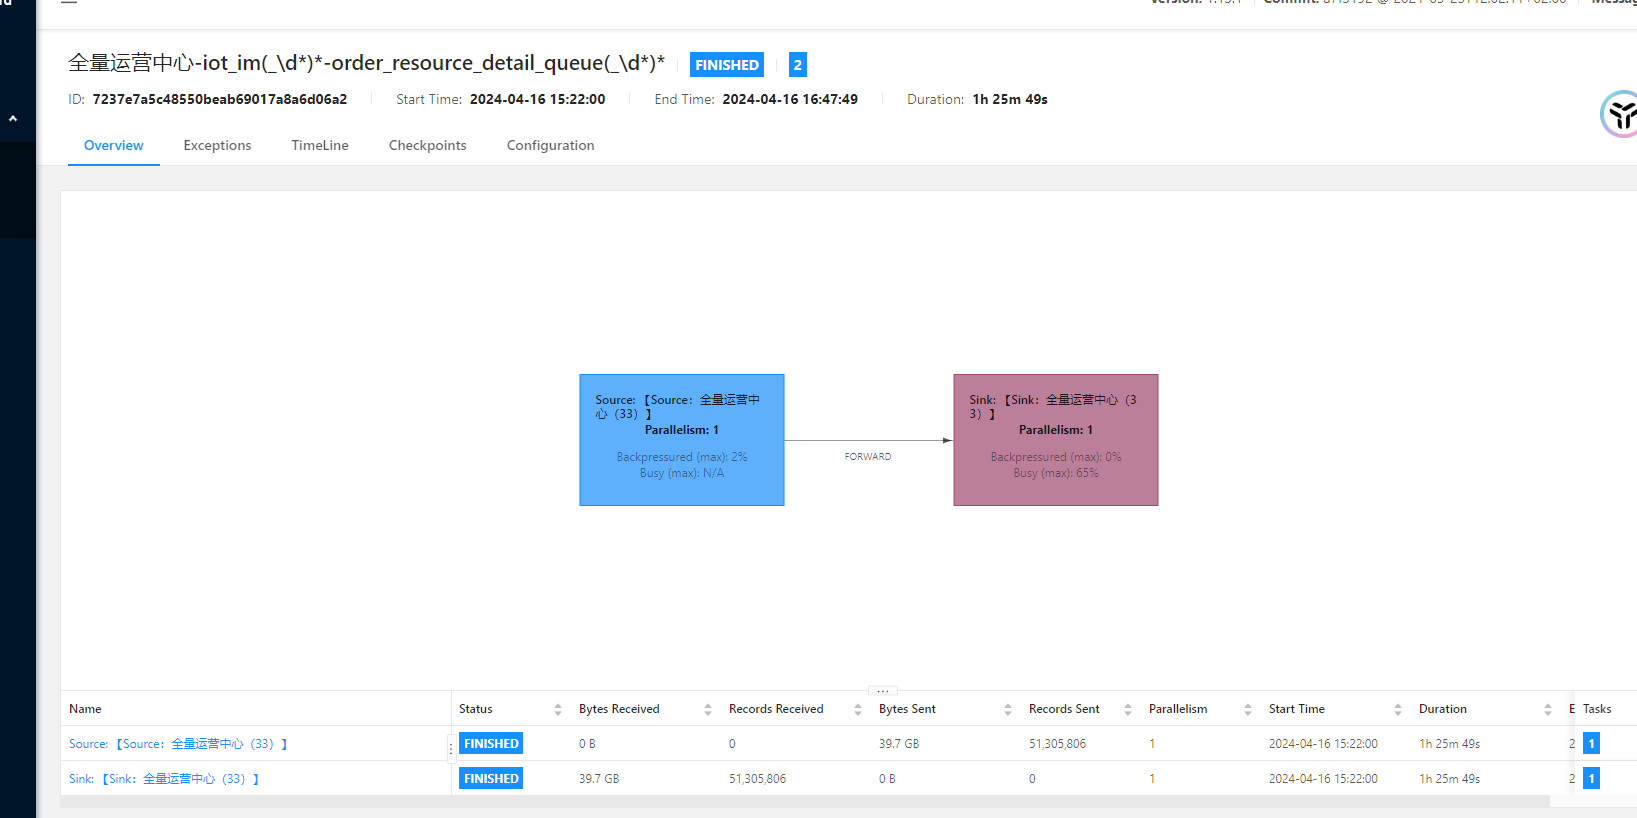 全量运营中心-iot_im(_\d*)*-order_resource_detail_queue(_\d*)* FINISHED 2
ID: 7237e7a5c48550beab69017a8a6d06a2 Start Time: 2024-04-16 15:22:00 End Time: 2024-04-16 16:47:49 Duration: 1h 25m 49s
Overview Exceptions TimeLine Checkpoints Configuration
Source: 【Source：全量运营中
心（33）】
Parallelism: 1
Backpressured (max): 2%
Busy (max): N/A
FORWARD
Sink: 【Sink：全量运营中心（3
3）】
Parallelism: 1
Backpressured (max): 0%
Busy (max): 65%
Name Status Bytes Received Records Received Bytes Sent Records Sent Parallelism Start Time Duration E Tasks
Source: 【Source：全量运营中心（33）】 FINISHED 0 B 0 39.7 GB 51,305,806 1 2024-04-16 15:22:00 1h 25m 49s 2 1
Sink: 【Sink：全量运营中心（33）】 FINISHED 39.7 GB 51,305,806 0 B 0 1 2024-04-16 15:22:00 1h 25m 49s 2 1